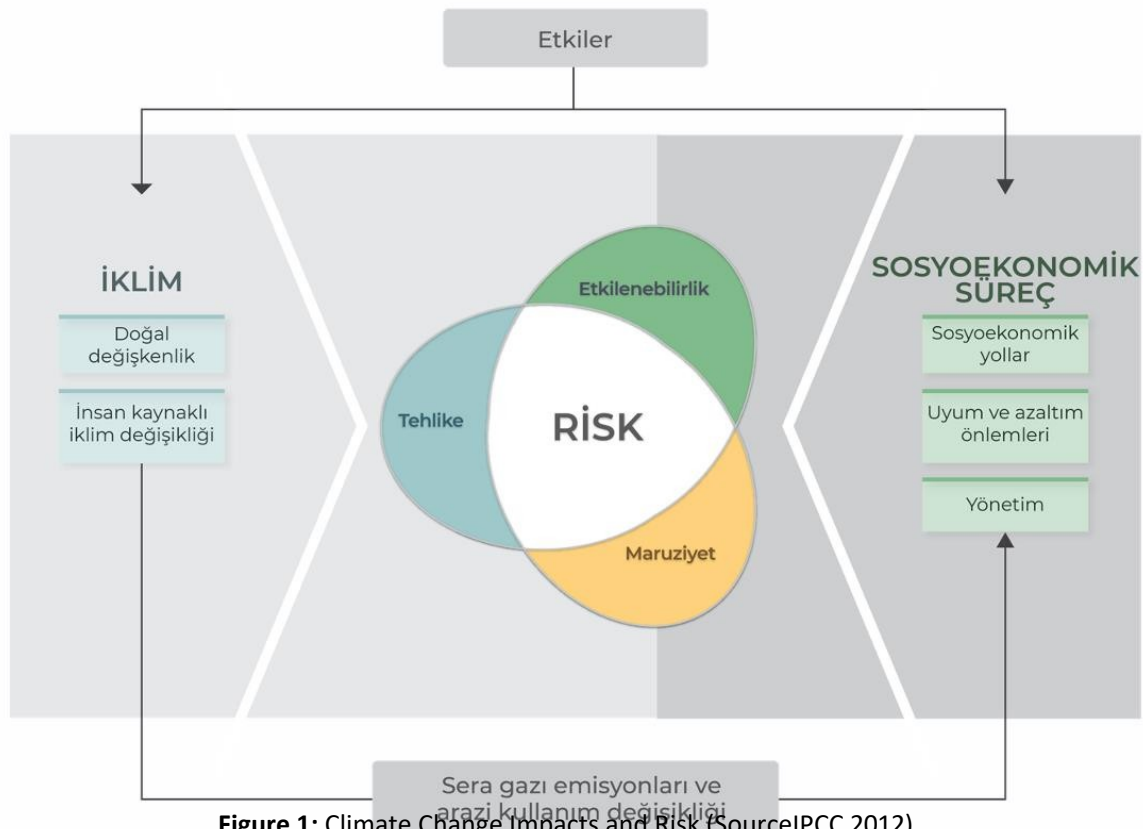 Etkiler
İKLİM
Doğal
değişkenlik
İnsan kaynaklı
iklim değişikliği
Etkilenebilirlik
Tehlike
RİSK
Maruziyet
SOSYOEKONOMİK
SÜREÇ
Sosyoekonomik
yollar
Uyum ve azaltım
önlemleri
Yönetim
Sera gazı emisyonları ve
arazi kullanım değişikliği
Figure 1: Climate Change Impacts and Risk (SourceIPCC 2012)